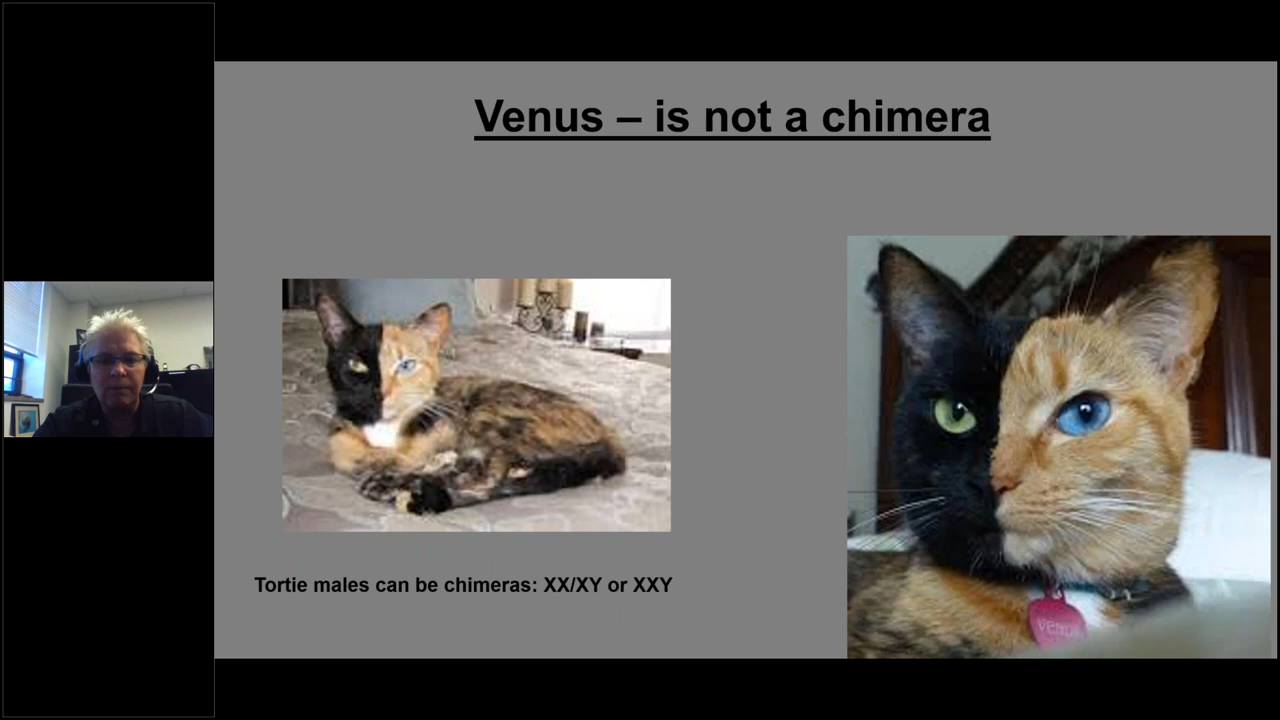 Venus – is not a chimera
Tortie males can be chimeras: XX/XY or XXY
VENUS